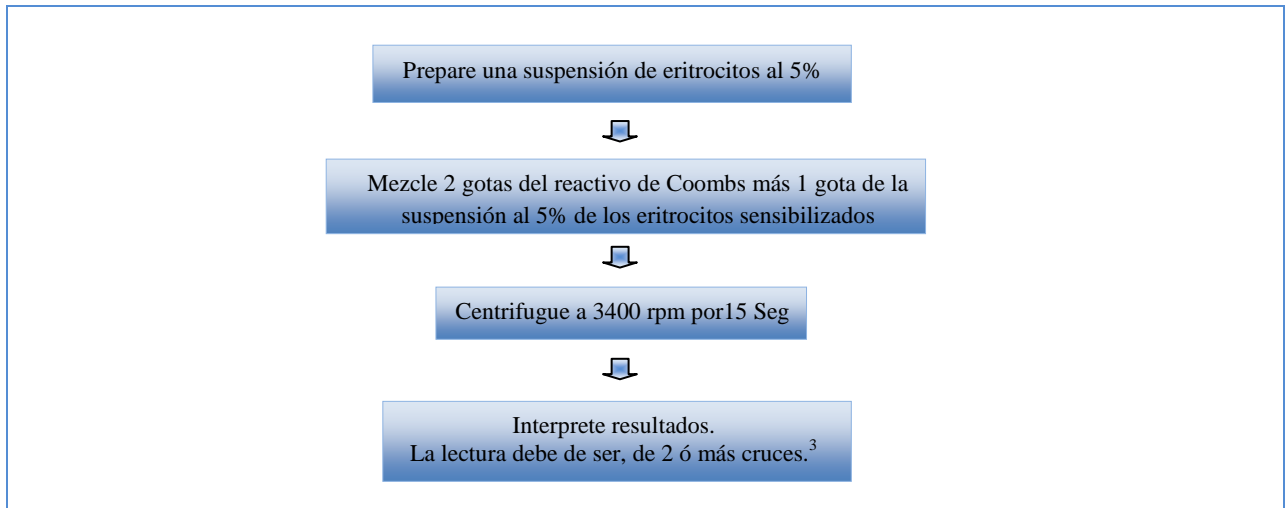 Prepare una suspensión de eritrocitos al 5%
Mezcle 2 gotas del reactivo de Coombs más 1 gota de la
suspensión al 5% de los eritrocitos sensibilizados
Centrifugue a 3400 rpm por15 Seg
Interprete resultados.
La lectura debe de ser, de 2 ó más cruces.³